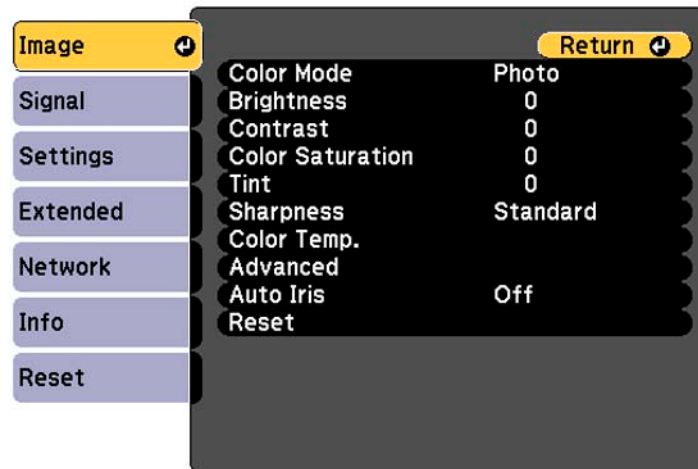 Image
Signal
Settings
Extended
Network
Info
Reset
Return
Color Mode Photo
Brightness 0
Contrast 0
Color Saturation 0
Tint 0
Sharpness Standard
Color Temp.
Advanced
Auto Iris Off
Reset